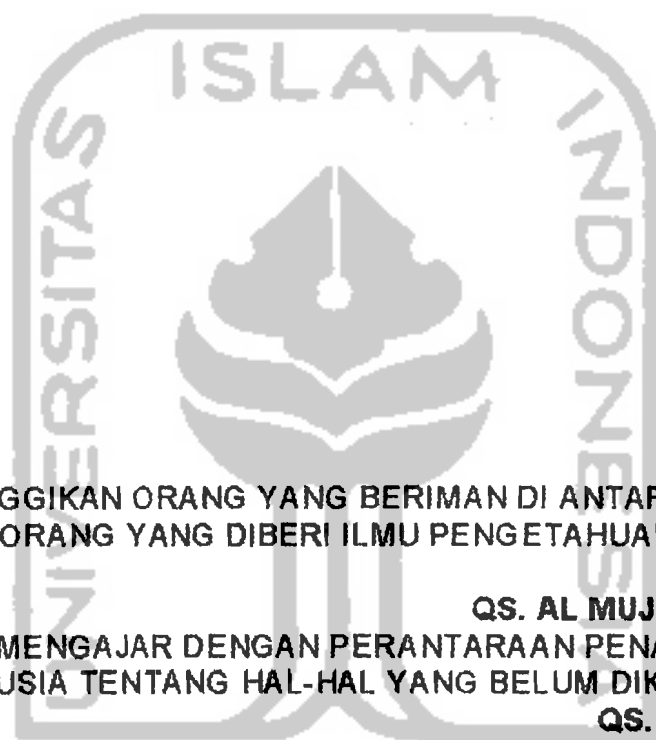 ISLAM
UNIVERSITAS
INDONESIA
GGIKAN ORANG YANG BERIMAN DI ANTAR
ORANG YANG DIBERI ILMU PENGETAHUA
QS. AL MUJ
MENGAJAR DENGAN PERANTARAAN PENA
USIA TENTANG HAL-HAL YANG BELUM DIK
QS.